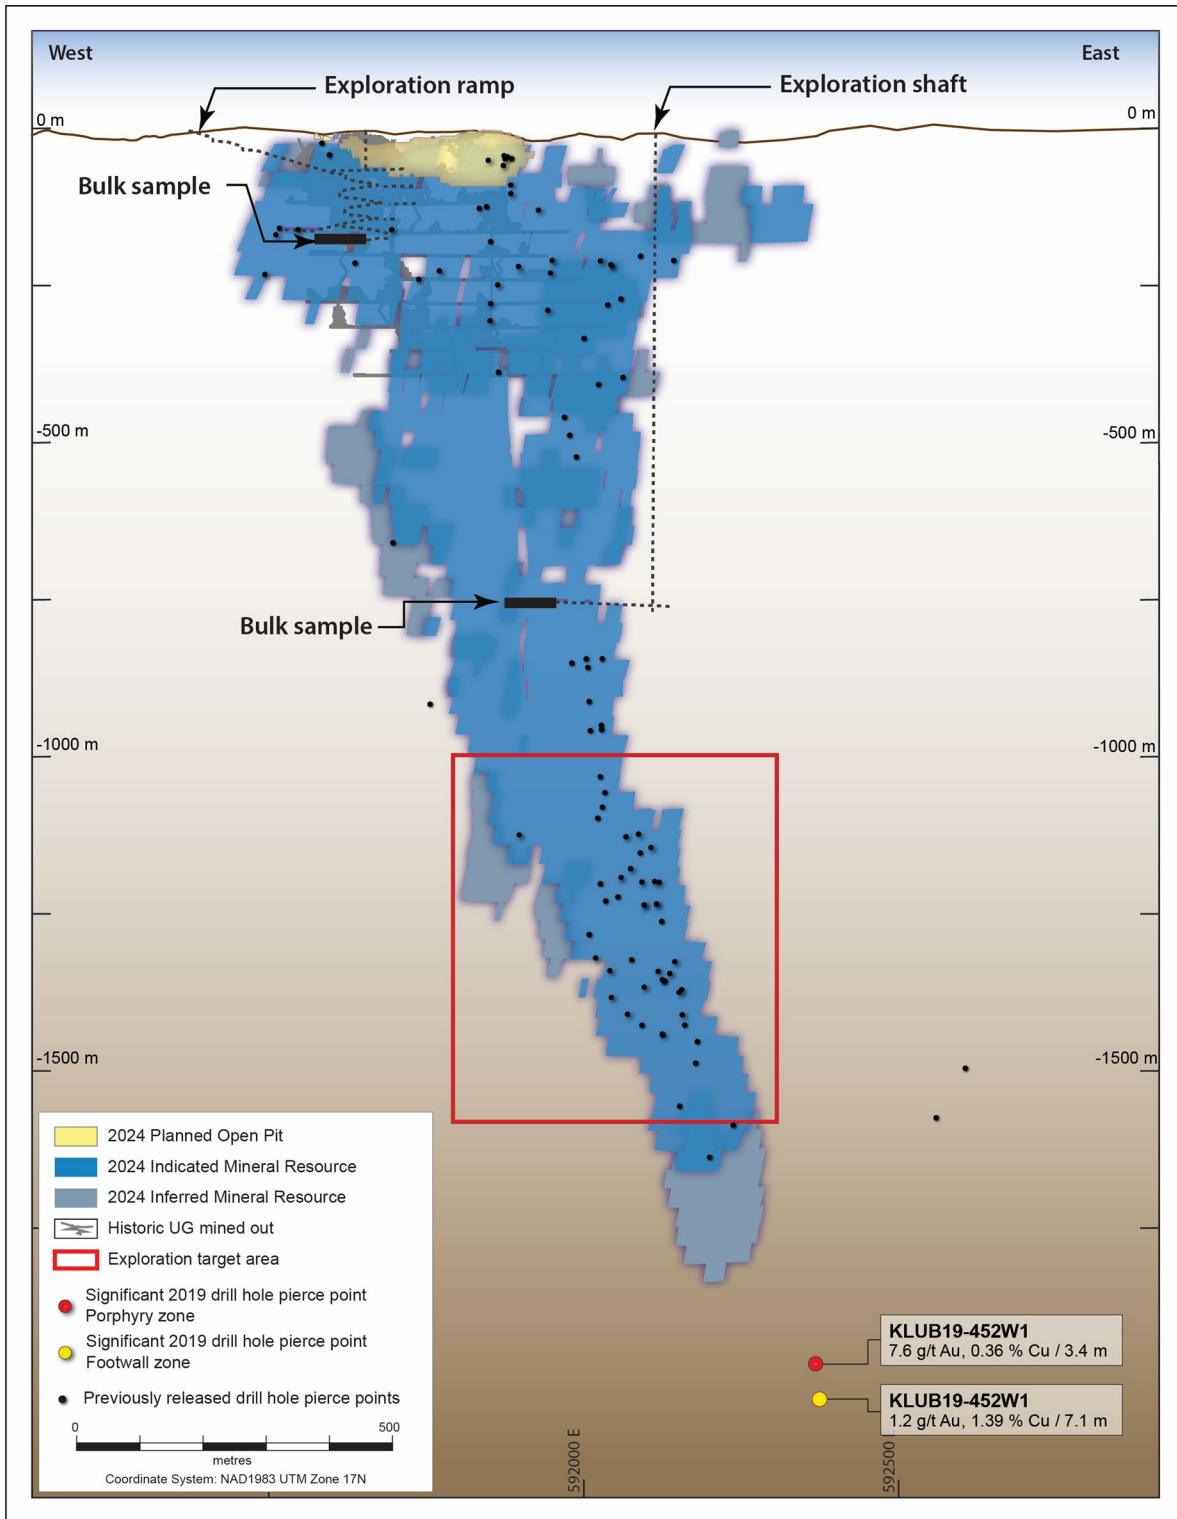 West
East
Exploration ramp
Exploration shaft
0 m
0 m
Bulk sample
-500 m
-500 m
Bulk sample
-1000 m
-1000 m
-1500 m
-1500 m
2024 Planned Open Pit
2024 Indicated Mineral Resource
2024 Inferred Mineral Resource
Historic UG mined out
Exploration target area
Significant 2019 drill hole pierce point
Porphyry zone
Significant 2019 drill hole pierce point
Footwall zone
Previously released drill hole pierce points
0
500
metres
Coordinate System: NAD1983 UTM Zone 17N
KLUB19-452W1
7.6 g/t Au, 0.36 % Cu / 3.4 m
KLUB19-452W1
1.2 g/t Au, 1.39 % Cu / 7.1 m
592000 E
592500 E